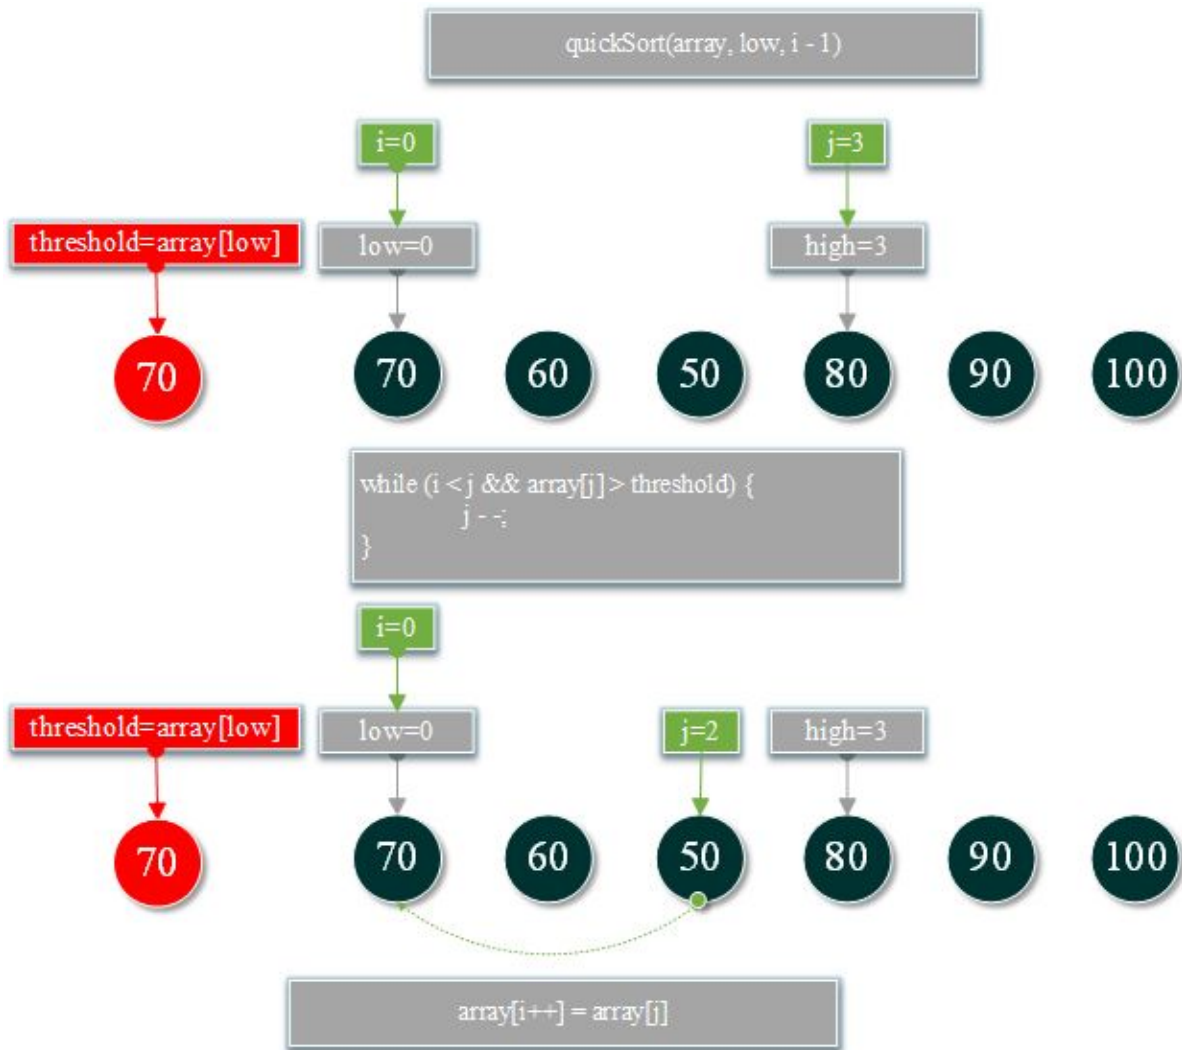 quickSort(array, low, i - 1)
i=0 j=3
threshold=array[low] low=0 high=3
70 70 60 50 80 90 100
while (i < j && array[j] > threshold) {
j - -;
}
i=0
threshold=array[low] low=0 j=2 high=3
70 70 60 50 80 90 100
array[i++] = array[j]